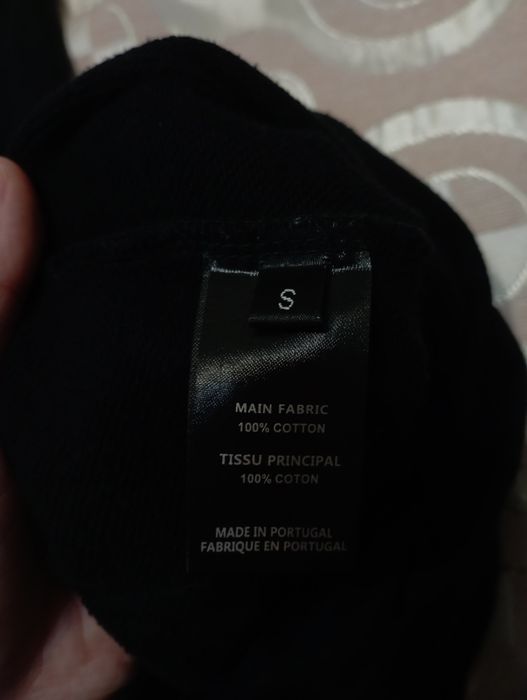 S
MAIN FABRIC
100% COTTON
TISSU PRINCIPAL
100% COTON
MADE IN PORTUGAL
FABRIQUE EN PORTUGAL